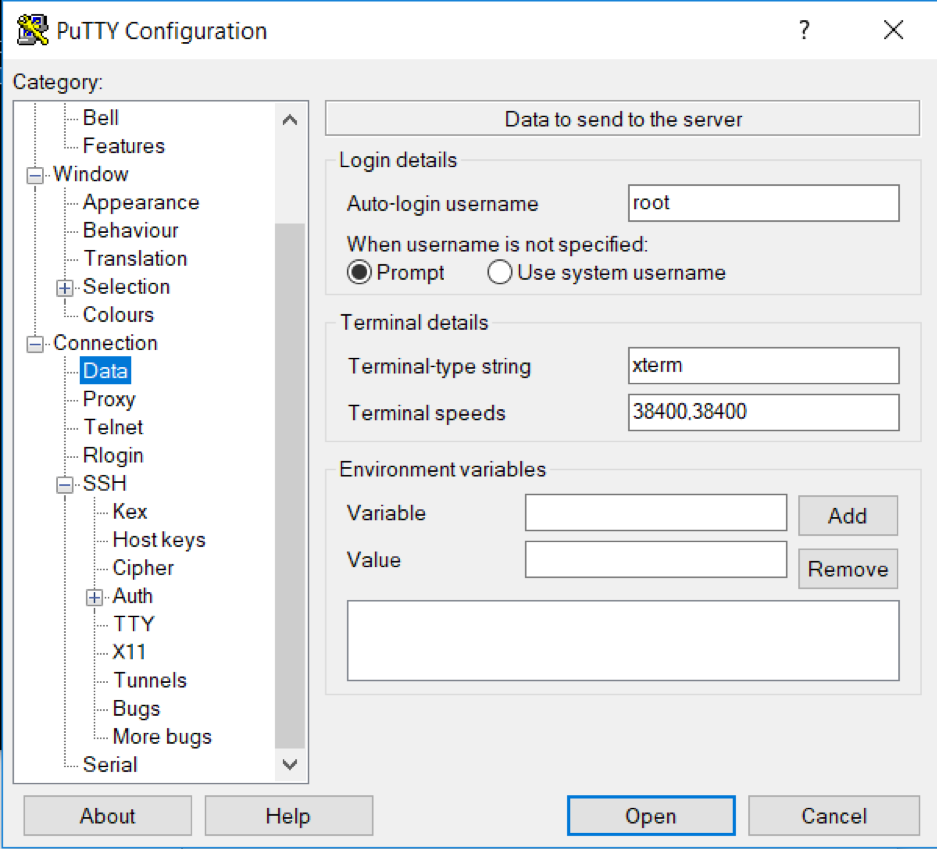 PuTTY Configuration
?
Category:
Bell
Features
Window
Appearance
Behaviour
Translation
Selection
Colours
Connection
Data
Proxy
Telnet
Rlogin
SSH
Kex
Host keys
Cipher
Auth
TTY
X11
Tunnels
Bugs
More bugs
Serial
Data to send to the server
Login details
Auto-login username root
When username is not specified:
Prompt Use system username
Terminal details
Terminal-type string xterm
Terminal speeds 38400,38400
Environment variables
Variable Add
Value Remove
About Help Open Cancel